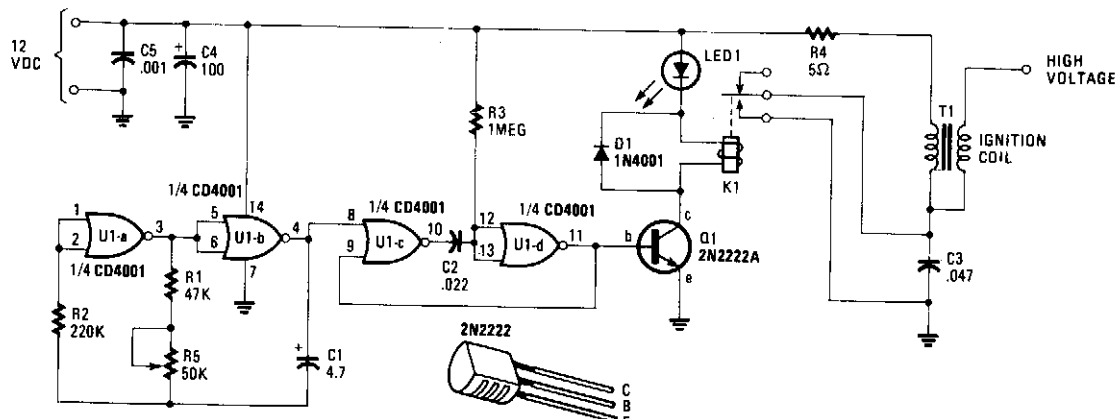 12
VDC
C5
.001
+
C4
100
R3
1MEG
LED1
R4
5Ω
HIGH
VOLTAGE
T1
IGNITION
COIL
D1
1N4001
K1
1/4 CD4001
1
2
U1-a
3
1/4 CD4001
5
6
14
U1-b
4
7
1/4 CD4001
8
9
U1-c
10
C2
.022
1/4 CD4001
12
13
U1-d
11
b
c
e
Q1
2N2222A
C3
.047
R1
47K
R2
220K
R5
50K
+
C1
4.7
2N2222
C
B